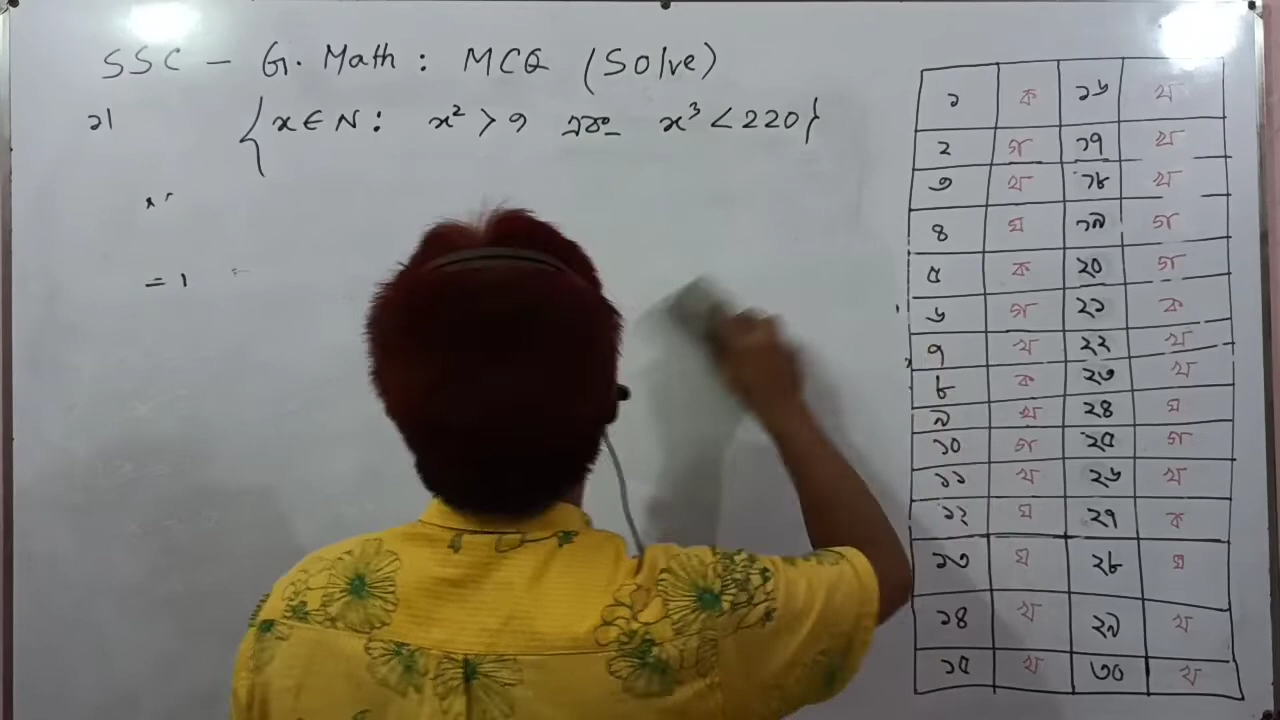 SSC - G. Math : MCQ (Solve)
১। { x ∈ N : x² > 9 এবং x³ < 220 }
= 1
১ ক ১৬ খ
২ গ ১৭ খ
৩ খ ১৮ খ
৪ ঘ ১৯ গ
৫ ক ২০ গ
৬ গ ২১ ক
৭ খ ২২ খ
৮ ক ২৩ খ
৯ খ ২৪ ঘ
১০ গ ২৫ গ
১১ খ ২৬ খ
১২ ঘ ২৭ ক
১৩ ঘ ২৮ ঘ
১৪ খ ২৯ খ
১৫ খ ৩০ খ